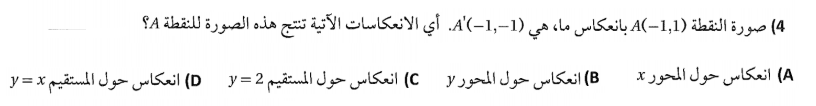 4) صورة النقطة A(−1,1) بانعكاس ما، هي A'(−1,−1). أي الانعكاسات الآتية تنتج هذه الصورة للنقطة A؟
A) انعكاس حول المحور x B) انعكاس حول المحور y C) انعكاس حول المستقيم y = 2 D) انعكاس حول المستقيم y = x